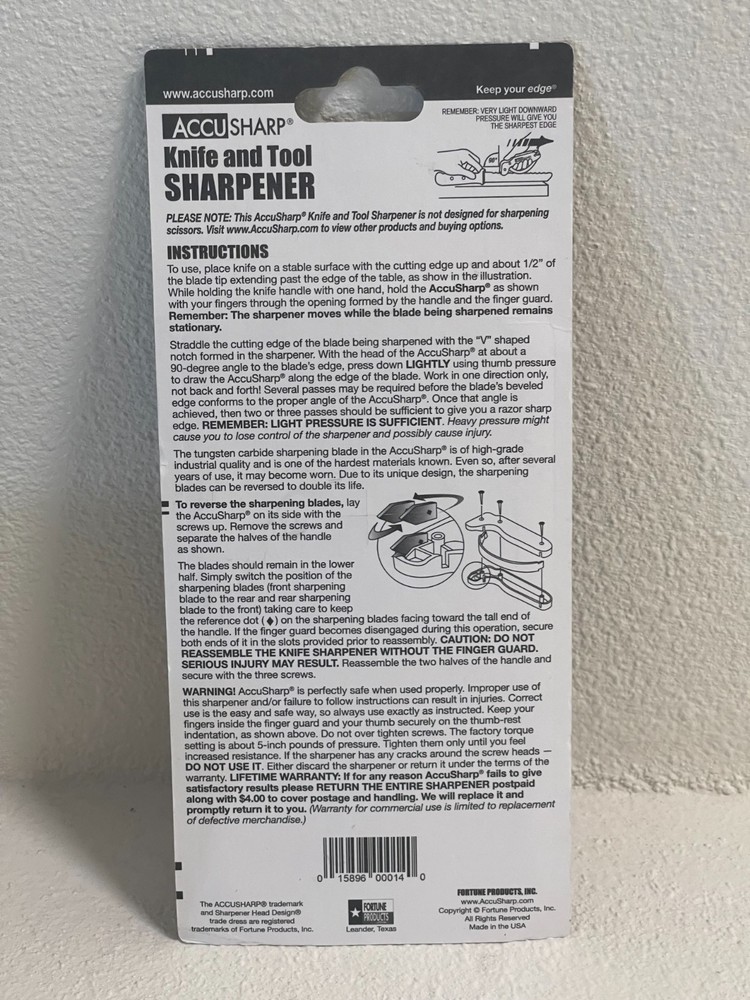 www.accusharp.com
Keep your edge®
ACCUSHARP®
REMEMBER: VERY LIGHT DOWNWARD
PRESSURE WILL GIVE YOU
THE SHARPEST EDGE
90°
Knife and Tool
SHARPENER
PLEASE NOTE: This AccuSharp® Knife and Tool Sharpener is not designed for sharpening
scissors. Visit www.AccuSharp.com to view other products and buying options.
INSTRUCTIONS
To use, place knife on a stable surface with the cutting edge up and about 1/2" of
the blade tip extending past the edge of the table, as show in the illustration.
While holding the knife handle with one hand, hold the AccuSharp® as shown
with your fingers through the opening formed by the handle and the finger guard.
Remember: The sharpener moves while the blade being sharpened remains
stationary.
Straddle the cutting edge of the blade being sharpened with the "V" shaped
notch formed in the sharpener. With the head of the AccuSharp® at about a
90-degree angle to the blade's edge, press down LIGHTLY using thumb pressure
to draw the AccuSharp® along the edge of the blade. Work in one direction only,
not back and forth! Several passes may be required before the blade's beveled
edge conforms to the proper angle of the AccuSharp®. Once that angle is
achieved, then two or three passes should be sufficient to give you a razor sharp
edge. REMEMBER: LIGHT PRESSURE IS SUFFICIENT. Heavy pressure might
cause you to lose control of the sharpener and possibly cause injury.
The tungsten carbide sharpening blade in the AccuSharp® is of high-grade
industrial quality and is one of the hardest materials known. Even so, after several
years of use, it may become worn. Due to its unique design, the sharpening
blades can be reversed to double its life.
To reverse the sharpening blades, lay
the AccuSharp® on its side with the
screws up. Remove the screws and
separate the halves of the handle
as shown.
The blades should remain in the lower
half. Simply switch the position of the
sharpening blades (front sharpening
blade to the rear and rear sharpening
blade to the front) taking care to keep
the reference dot (♦) on the sharpening blades facing toward the tall end of
the handle. If the finger guard becomes disengaged during this operation, secure
both ends of it in the slots provided prior to reassembly. CAUTION: DO NOT
REASSEMBLE THE KNIFE SHARPENER WITHOUT THE FINGER GUARD.
SERIOUS INJURY MAY RESULT. Reassemble the two halves of the handle and
secure with the three screws.
WARNING! AccuSharp® is perfectly safe when used properly. Improper use of
this sharpener and/or failure to follow instructions can result in injuries. Correct
use is the easy and safe way, so always use exactly as instructed. Keep your
fingers inside the finger guard and your thumb securely on the thumb-rest
indentation, as shown above. Do not over tighten screws. The factory torque
setting is about 5-inch pounds of pressure. Tighten them only until you feel
increased resistance. If the sharpener has any cracks around the screw heads —
DO NOT USE IT. Either discard the sharpener or return it under the terms of the
warranty. LIFETIME WARRANTY: If for any reason AccuSharp® fails to give
satisfactory results please RETURN THE ENTIRE SHARPENER postpaid
along with $4.00 to cover postage and handling. We will replace it and
promptly return it to you. (Warranty for commercial use is limited to replacement
of defective merchandise.)
0 15896 00014 0
The ACCUSHARP® trademark
and Sharpener Head Design®
trade dress are registered
trademarks of Fortune Products, Inc.
FORTUNE
PRODUCTS
Leander, Texas
FORTUNE PRODUCTS, INC.
www.AccuSharp.com
Copyright © Fortune Products, Inc.
All Rights Reserved
Made in the USA